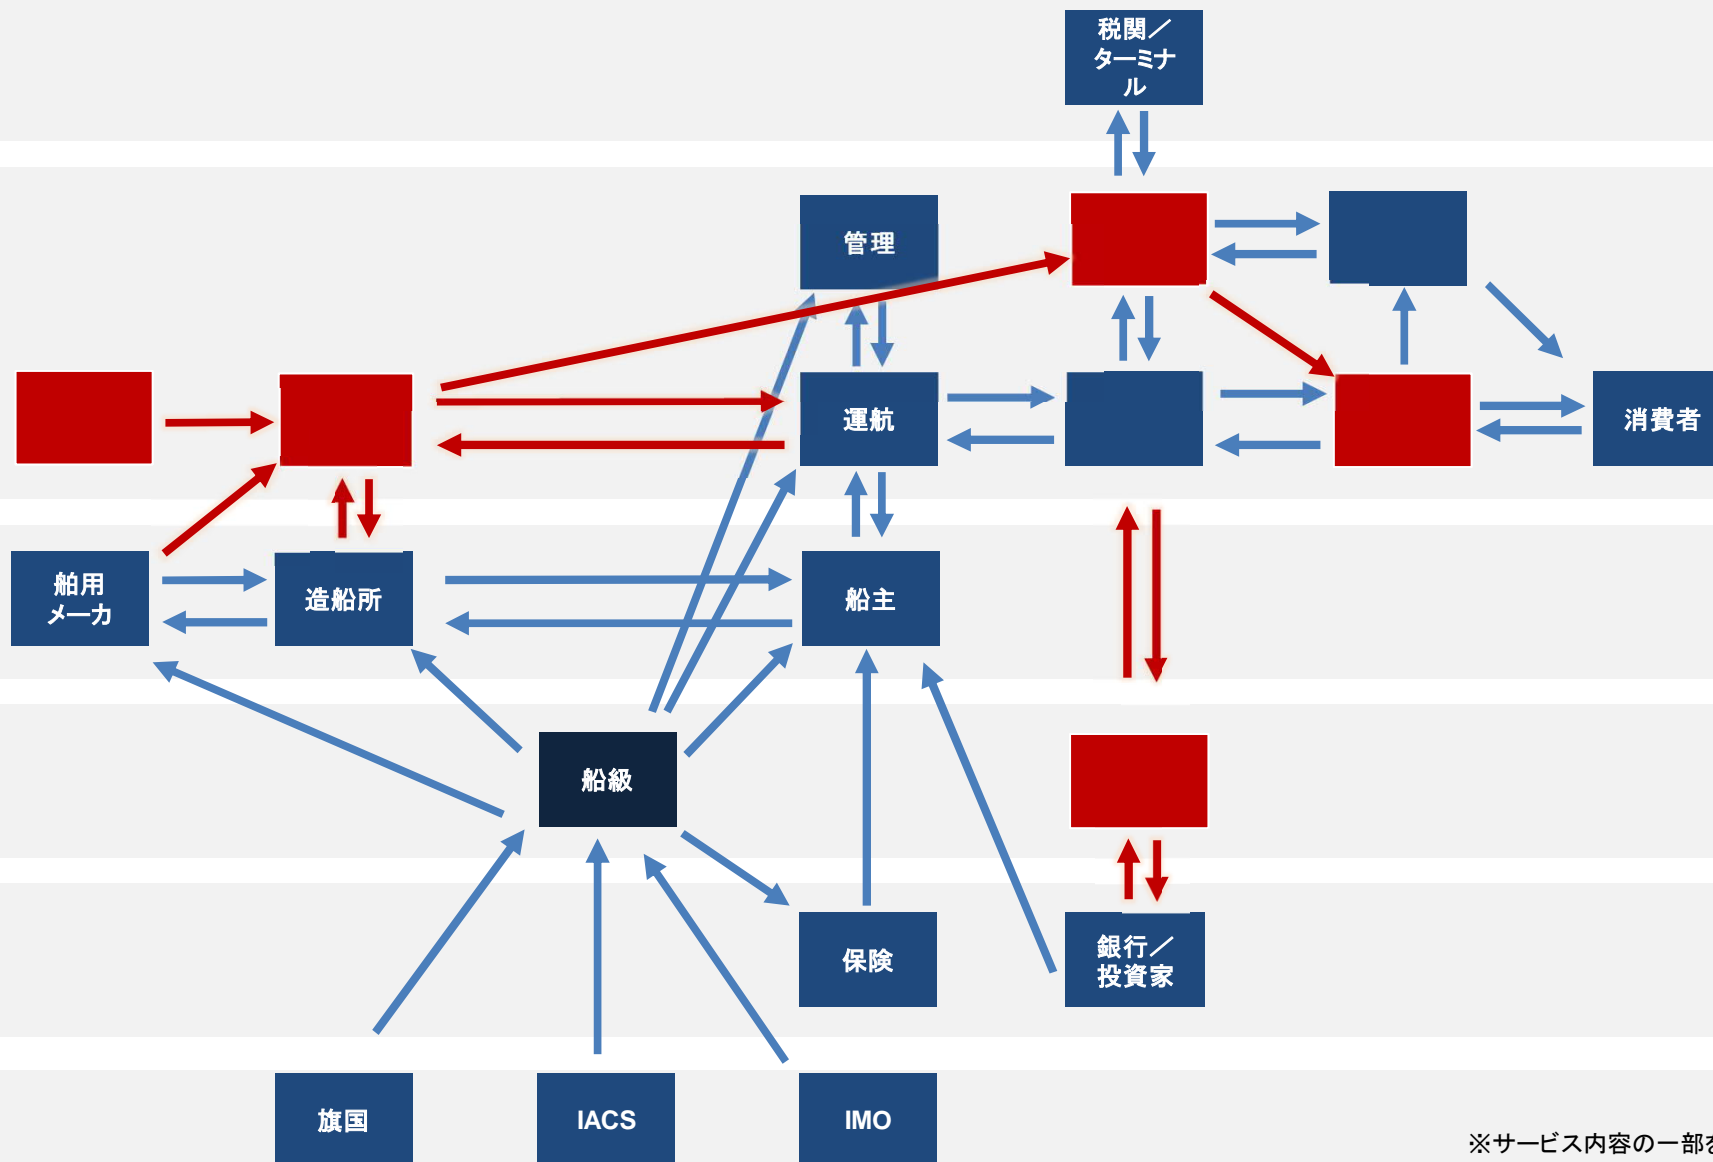 税関／
ターミナ
ル
管理
運航
消費者
舶用
メーカ
造船所
船主
船級
保険
銀行／
投資家
旗国
IACS
IMO
※サービス内容の一部を